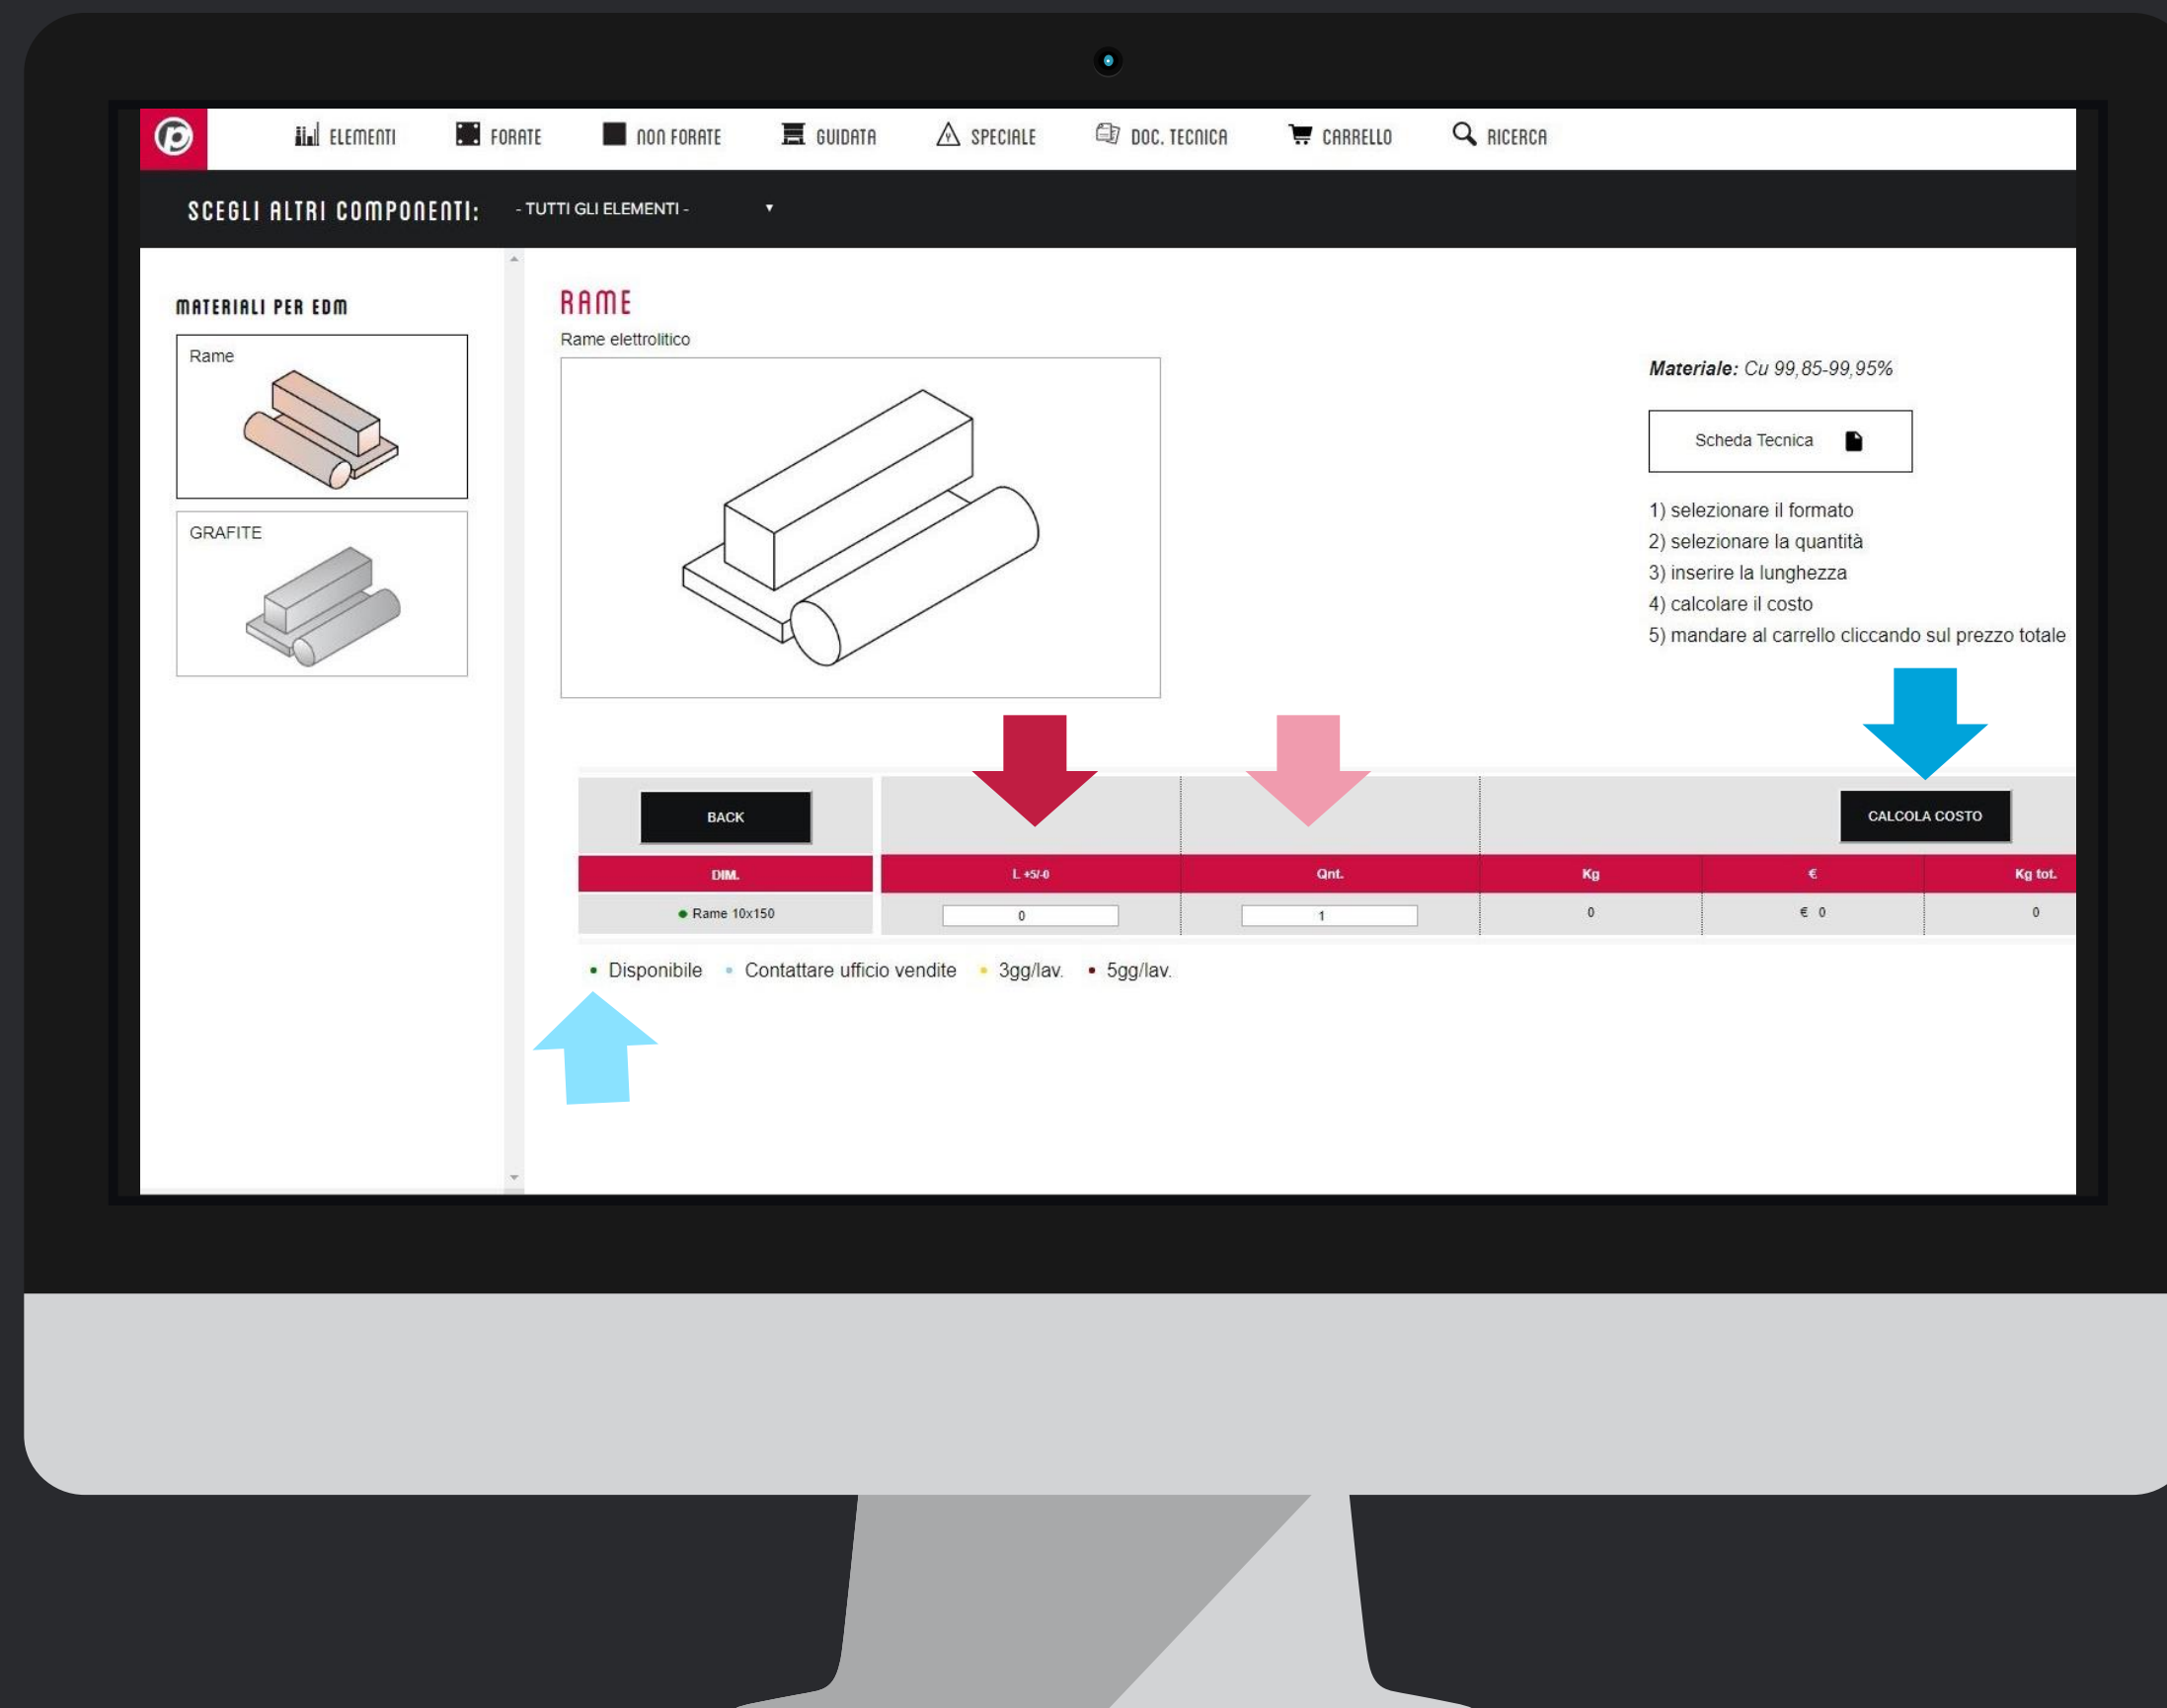 ELEMENTI FORATE NON FORATE GUIDATA SPECIALE DOC. TECNICA CARRELLO RICERCA
SCEGLI ALTRI COMPONENTI: - TUTTI GLI ELEMENTI -
MATERIALI PER EDM
Rame
GRAFITE
RAME
Rame elettrolitico
Materiale: Cu 99,85-99,95%
Scheda Tecnica
1) selezionare il formato
2) selezionare la quantità
3) inserire la lunghezza
4) calcolare il costo
5) mandare al carrello cliccando sul prezzo totale
BACK CALCOLA COSTO
DIM. L +5/-0 Qnt. Kg € Kg tot.
Rame 10x150 0 1 0 € 0 0
• Disponibile • Contattare ufficio vendite • 3gg/lav. • 5gg/lav.